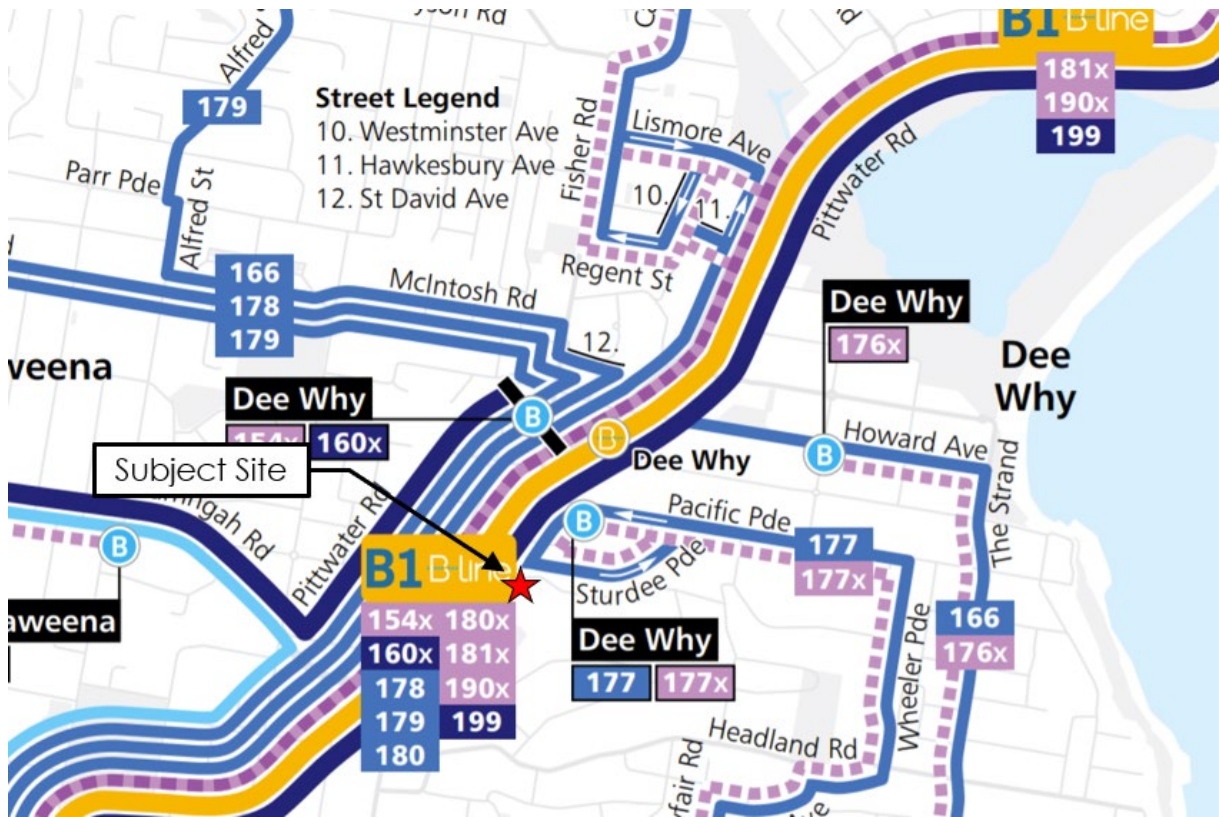 B1 B-line
181x
190x
199
Alfred
179
Street Legend
10. Westminster Ave
11. Hawkesbury Ave
12. St David Ave
Fisher Rd
Lismore Ave
10.
11.
Pittwater Rd
Parr Pde
Alfred St
166
178
179
McIntosh Rd
Regent St
12.
Dee Why
176x
Dee
Why
Dee Why
154x 160x
Dee Why
Howard Ave
The Strand
Subject Site
Pittwater Rd
Pacific Pde
Sturdee Pde
177
177x
B1 B-line
154x 180x
160x 181x
178 190x
179 199
180
Dee Why
177 177x
Wheeler Pde
166
176x
Headland Rd
B
B
B
B
B